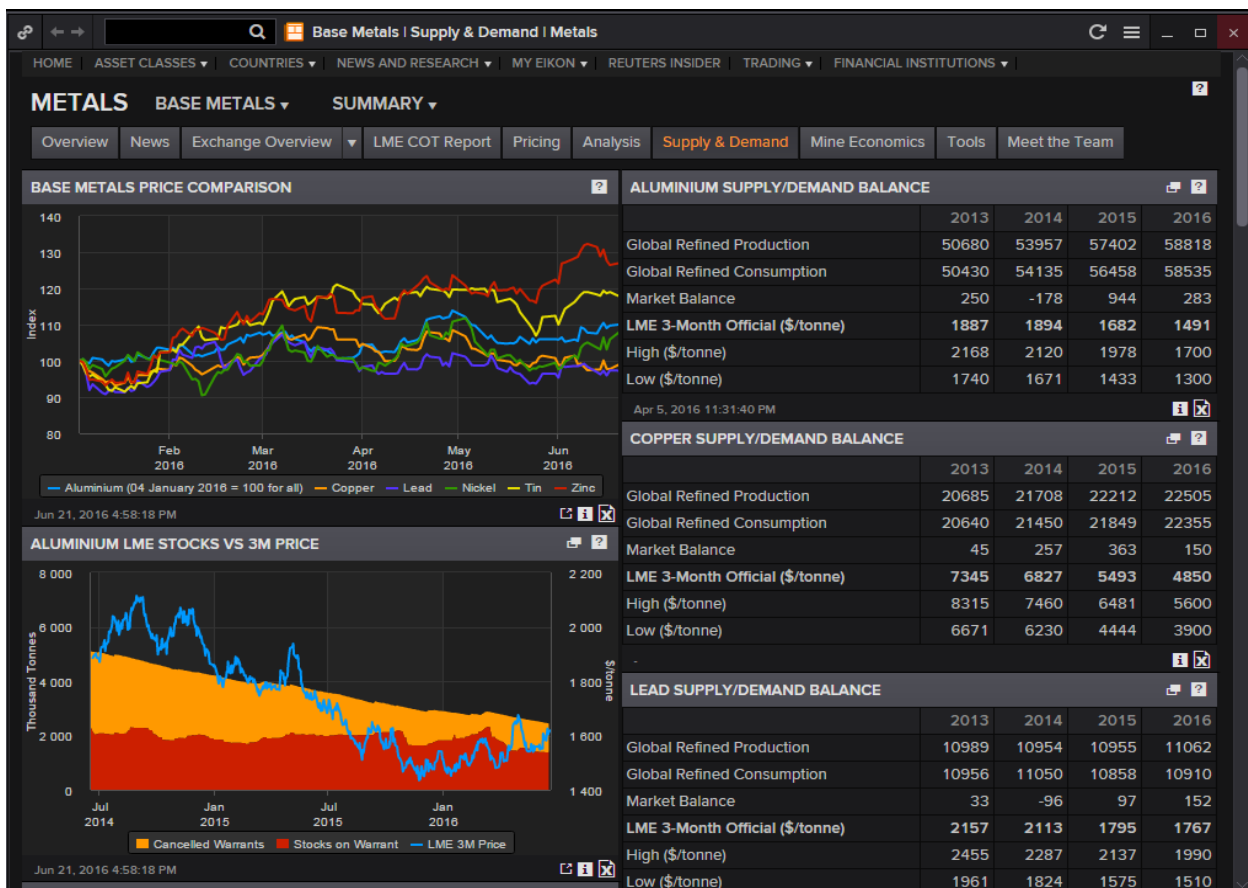 Base Metals | Supply & Demand | Metals
HOME ASSET CLASSES ▾ COUNTRIES ▾ NEWS AND RESEARCH ▾ MY EIKON ▾ REUTERS INSIDER TRADING ▾ FINANCIAL INSTITUTIONS ▾
METALS BASE METALS ▾ SUMMARY ▾
Overview News Exchange Overview ▾ LME COT Report Pricing Analysis Supply & Demand Mine Economics Tools Meet the Team
BASE METALS PRICE COMPARISON
140
130
120
110
100
90
80
Index
Feb 2016 Mar 2016 Apr 2016 May 2016 Jun 2016
Aluminium (04 January 2016 = 100 for all) Copper Lead Nickel Tin Zinc
Jun 21, 2016 4:58:18 PM
ALUMINIUM LME STOCKS VS 3M PRICE
8 000 2 200
6 000 2 000
4 000 1 800
2 000 1 600
0 1 400
Thousand Tonnes
$/tonne
Jul 2014 Jan 2015 Jul 2015 Jan 2016
Cancelled Warrants Stocks on Warrant LME 3M Price
Jun 21, 2016 4:58:18 PM
ALUMINIUM SUPPLY/DEMAND BALANCE
2013 2014 2015 2016
Global Refined Production 50680 53957 57402 58818
Global Refined Consumption 50430 54135 56458 58535
Market Balance 250 -178 944 283
LME 3-Month Official ($/tonne) 1887 1894 1682 1491
High ($/tonne) 2168 2120 1978 1700
Low ($/tonne) 1740 1671 1433 1300
Apr 5, 2016 11:31:40 PM
COPPER SUPPLY/DEMAND BALANCE
2013 2014 2015 2016
Global Refined Production 20685 21708 22212 22505
Global Refined Consumption 20640 21450 21849 22355
Market Balance 45 257 363 150
LME 3-Month Official ($/tonne) 7345 6827 5493 4850
High ($/tonne) 8315 7460 6481 5600
Low ($/tonne) 6671 6230 4444 3900
-
LEAD SUPPLY/DEMAND BALANCE
2013 2014 2015 2016
Global Refined Production 10989 10954 10955 11062
Global Refined Consumption 10956 11050 10858 10910
Market Balance 33 -96 97 152
LME 3-Month Official ($/tonne) 2157 2113 1795 1767
High ($/tonne) 2455 2287 2137 1990
Low ($/tonne) 1961 1824 1575 1510